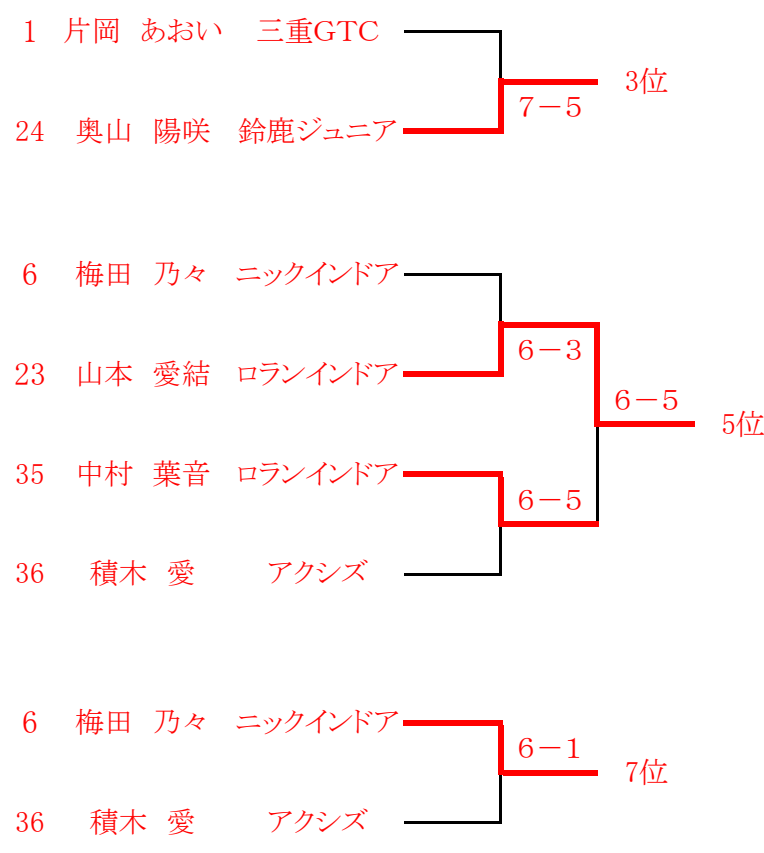 1 片岡 あおい 三重GTC
3位
7－5
24 奥山 陽咲 鈴鹿ジュニア
6 梅田 乃々 ニックインドア
6－3
23 山本 愛結 ロランインドア
6－5
5位
35 中村 葉音 ロランインドア
6－5
36 積木 愛 アクシズ
6 梅田 乃々 ニックインドア
6－1
7位
36 積木 愛 アクシズ